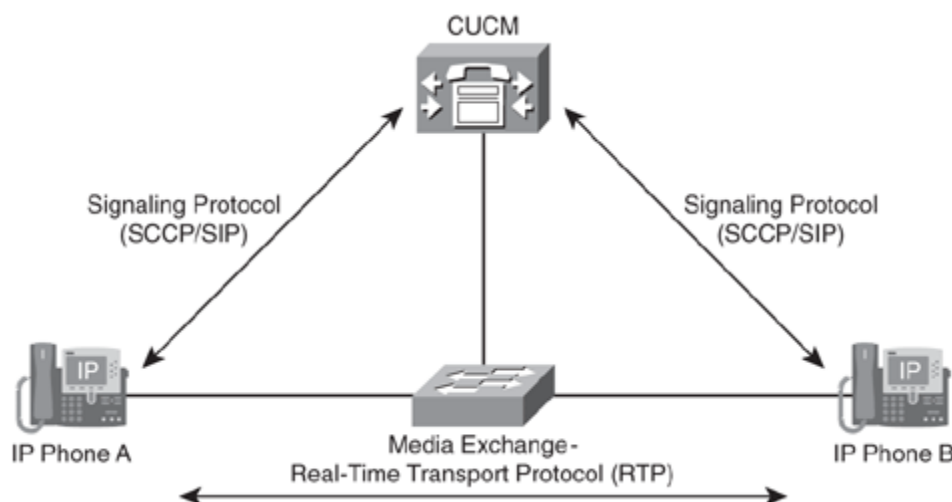 CUCM
Signaling Protocol
(SCCP/SIP)
Signaling Protocol
(SCCP/SIP)
IP
IP
IP Phone A
IP Phone B
Media Exchange-
Real-Time Transport Protocol (RTP)